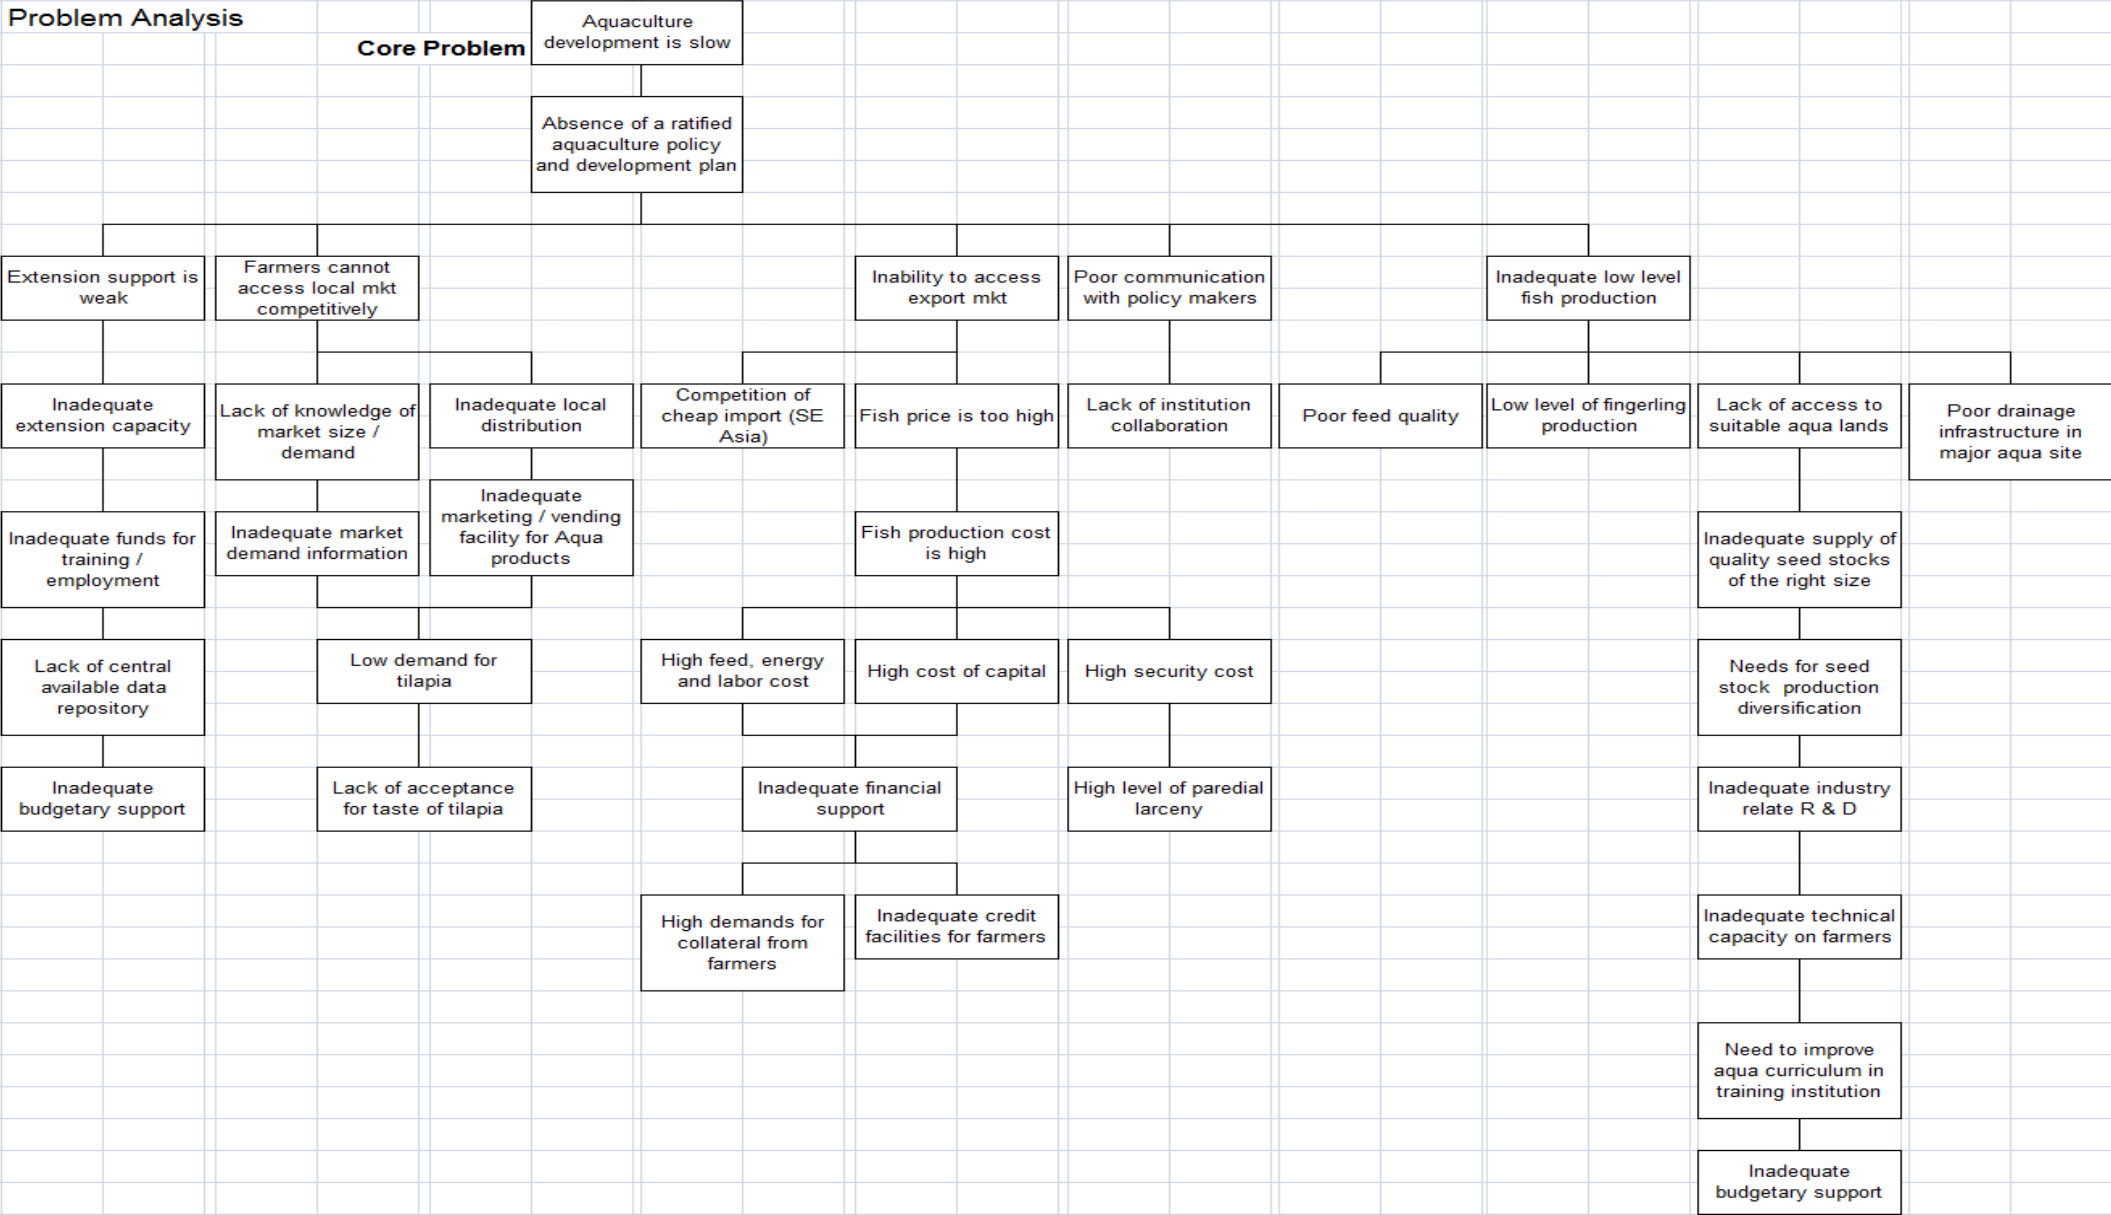 Problem Analysis
Core Problem
Aquaculture
development is slow
Absence of a ratified
aquaculture policy
and development plan
Extension support is
weak
Farmers cannot
access local mkt
competitively
Inability to access
export mkt
Poor communication
with policy makers
Inadequate low level
fish production
Inadequate
extension capacity
Lack of knowledge of
market size /
demand
Inadequate local
distribution
Competition of
cheap import (SE
Asia)
Fish price is too high
Lack of institution
collaboration
Poor feed quality
Low level of fingerling
production
Lack of access to
suitable aqua lands
Poor drainage
infrastructure in
major aqua site
Inadequate funds for
training /
employment
Inadequate market
demand information
Inadequate
marketing / vending
facility for Aqua
products
Fish production cost
is high
Inadequate supply of
quality seed stocks
of the right size
Lack of central
available data
repository
Low demand for
tilapia
High feed, energy
and labor cost
High cost of capital
High security cost
Needs for seed
stock  production
diversification
Inadequate
budgetary support
Lack of acceptance
for taste of tilapia
Inadequate financial
support
High level of paredial
larceny
Inadequate industry
relate R & D
High demands for
collateral from
farmers
Inadequate credit
facilities for farmers
Inadequate technical
capacity on farmers
Need to improve
aqua curriculum in
training institution
Inadequate
budgetary support